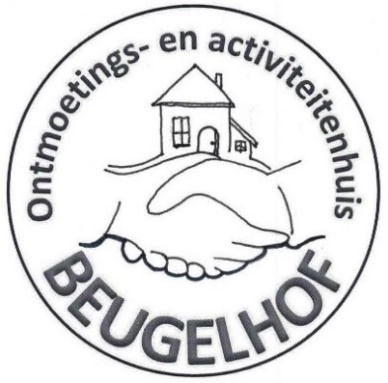 Ontmoetings- en activiteitenhuis
BEUGELHOF